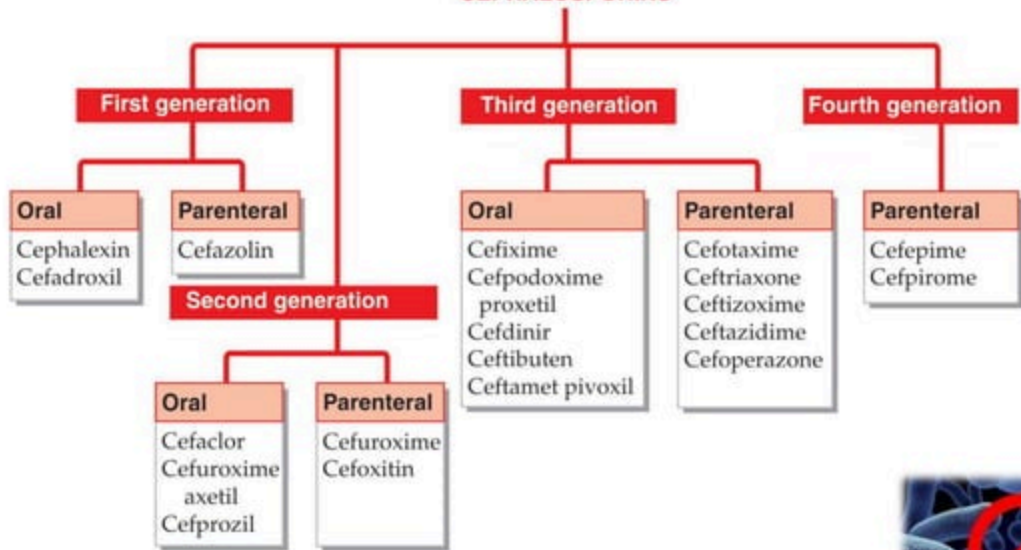 First generation
Oral
Cephalexin
Cefadroxil
Parenteral
Cefazolin
Second generation
Oral
Cefaclor
Cefuroxime
axetil
Cefprozil
Parenteral
Cefuroxime
Cefoxitin
Third generation
Oral
Cefixime
Cefpodoxime
proxetil
Cefdinir
Ceftibuten
Ceftamet pivoxil
Parenteral
Cefotaxime
Ceftriaxone
Ceftizoxime
Ceftazidime
Cefoperazone
Fourth generation
Parenteral
Cefepime
Cefpirome